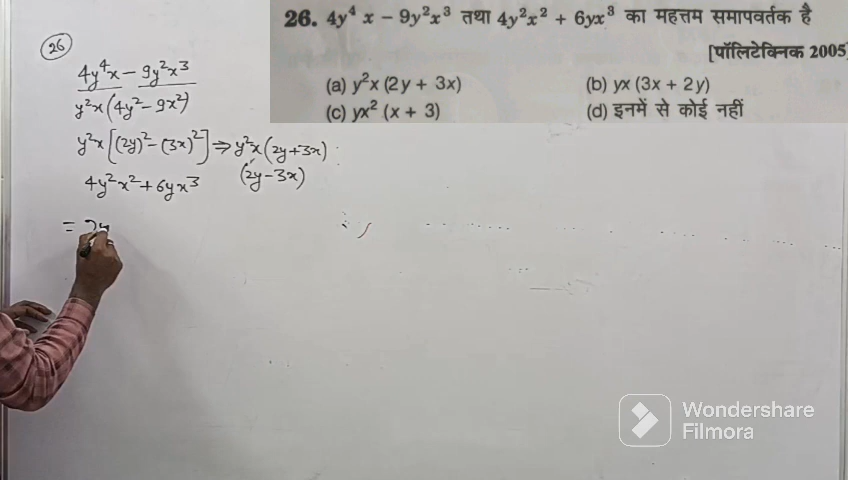 26. 4y⁴ x − 9y²x³ तथा 4y²x² + 6yx³ का महत्तम समापवर्तक है
[पॉलिटेक्निक 2005]
(a) y²x (2y + 3x) (b) yx (3x + 2y)
(c) yx² (x + 3) (d) इनमें से कोई नहीं
26
4y⁴x − 9y²x³
y²x(4y² − 9x²)
y²x[(2y)² − (3x)²] ⇒ y²x(2y+3x)
(2y−3x)
4y²x² + 6yx³
= 2y
Wondershare
Filmora